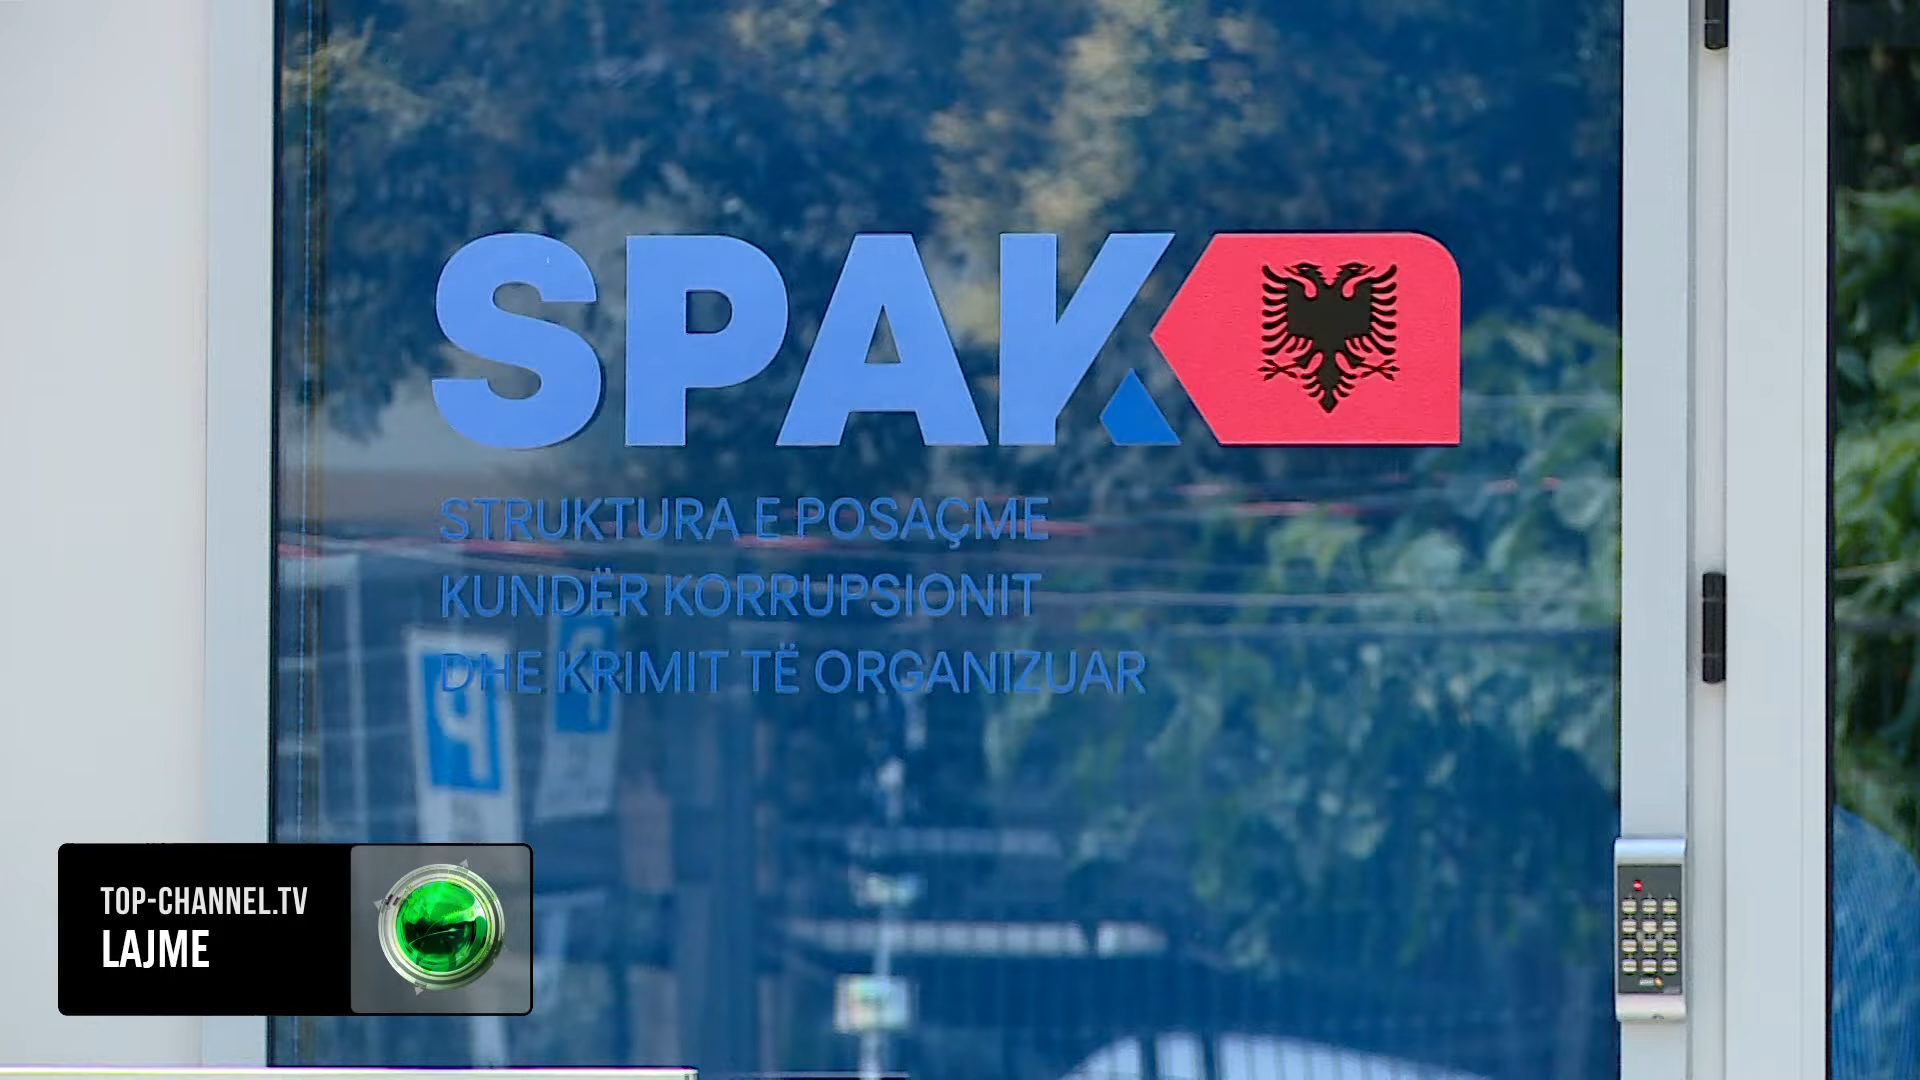 SPAK
STRUKTURA E POSAÇME
KUNDËR KORRUPSIONIT
DHE KRIMIT TË ORGANIZUAR
TOP-CHANNEL.TV
LAJME